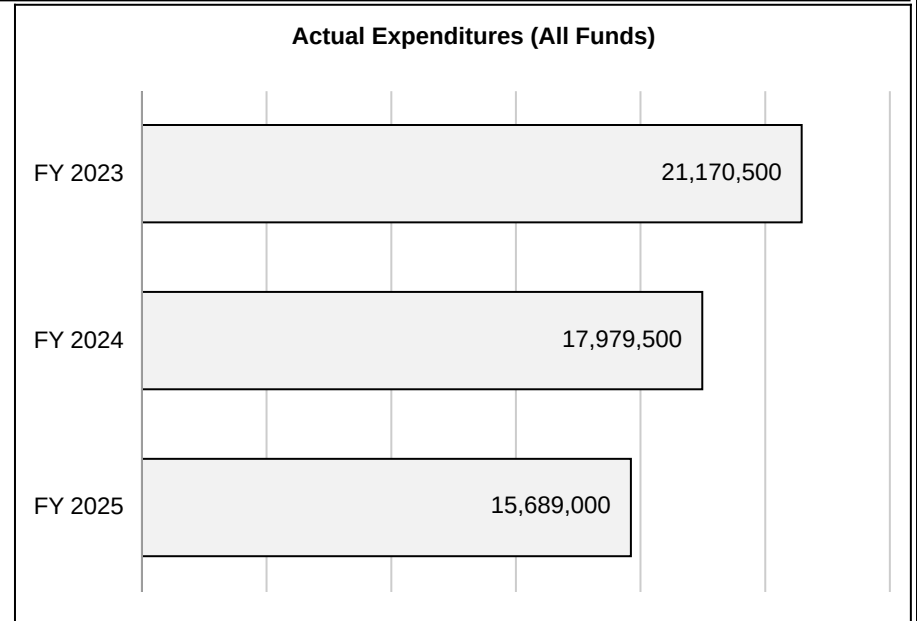 Actual Expenditures (All Funds)
FY 2023 21,170,500
FY 2024 17,979,500
FY 2025 15,689,000